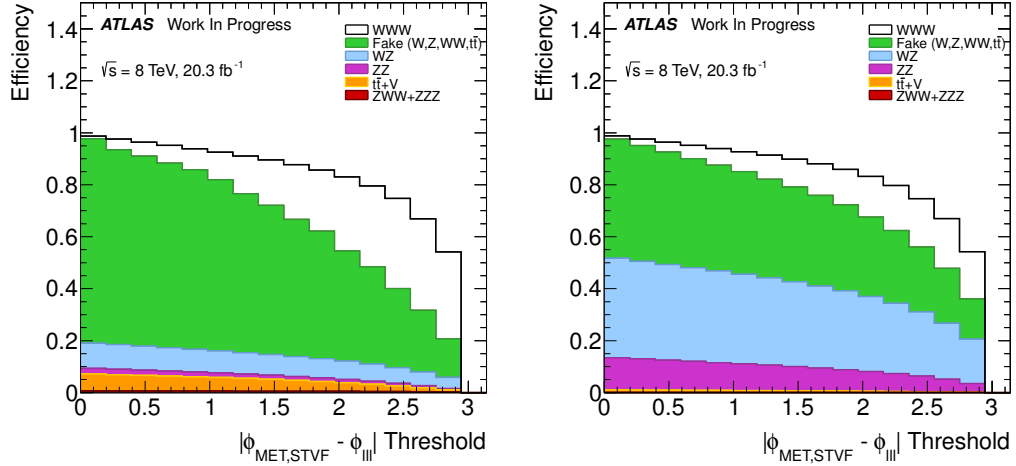 ATLAS Work In Progress
√s = 8 TeV, 20.3 fb⁻¹
WWW
Fake (W,Z,WW,tt̄)
WZ
ZZ
tt̄+V
ZWW+ZZZ
Efficiency
1.4
1.2
1
0.8
0.6
0.4
0.2
0
0 0.5 1 1.5 2 2.5 3
|ϕMET,STVF - ϕlll| Threshold
ATLAS Work In Progress
√s = 8 TeV, 20.3 fb⁻¹
WWW
Fake (W,Z,WW,tt̄)
WZ
ZZ
tt̄+V
ZWW+ZZZ
Efficiency
1.4
1.2
1
0.8
0.6
0.4
0.2
0
0 0.5 1 1.5 2 2.5 3
|ϕMET,STVF - ϕlll| Threshold